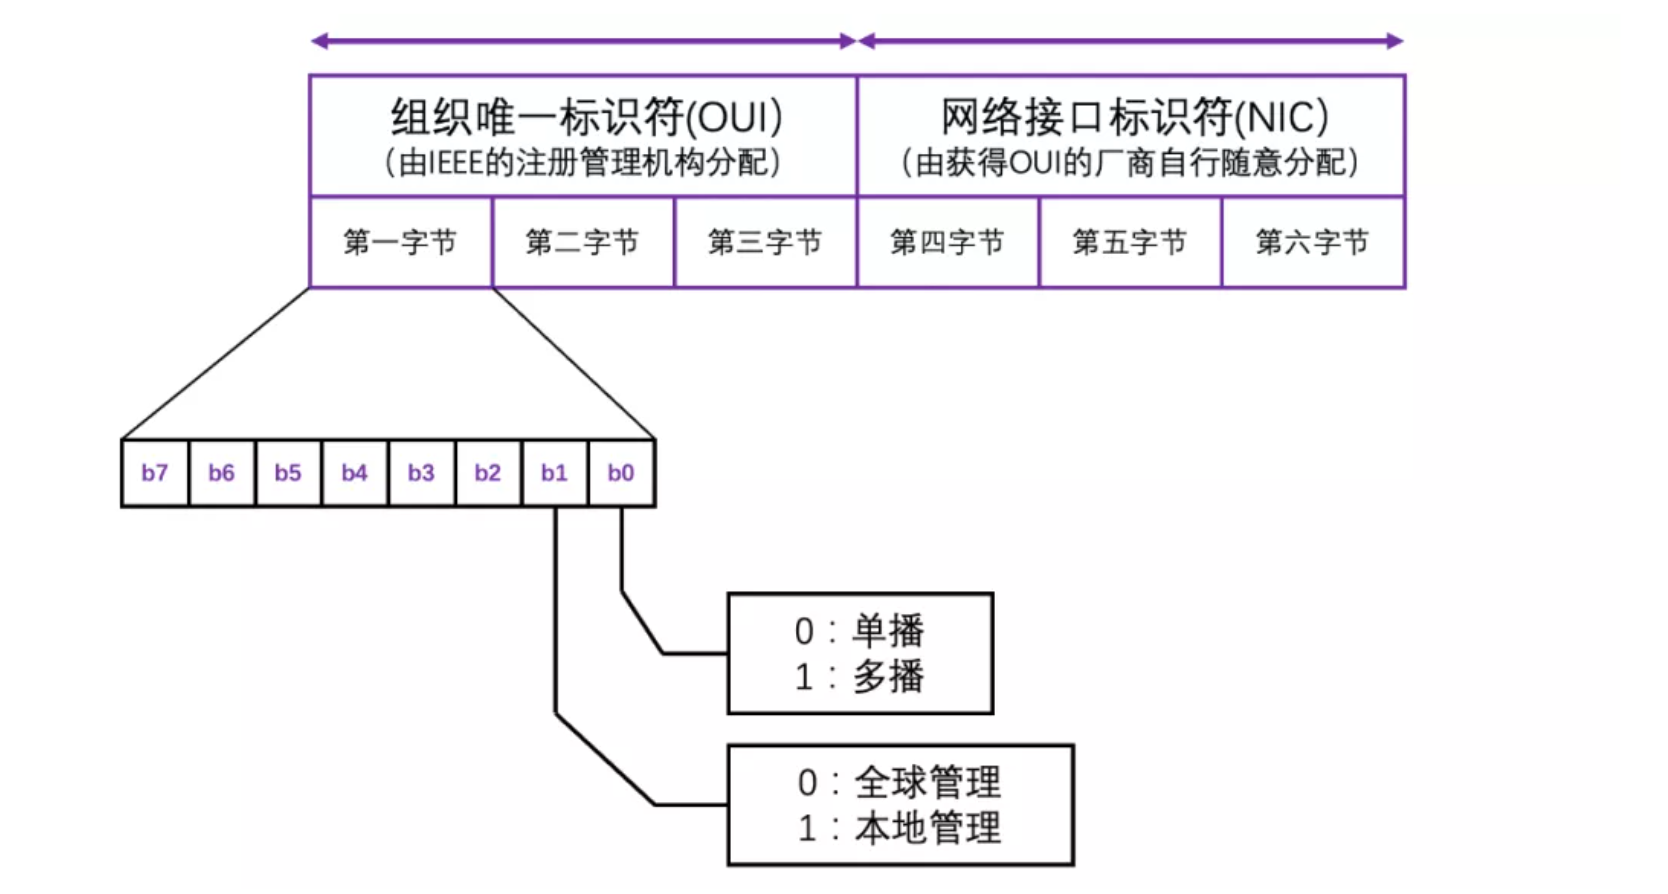 组织唯一标识符(OUI)
（由IEEE的注册管理机构分配）
网络接口标识符(NIC)
（由获得OUI的厂商自行随意分配）
第一字节
第二字节
第三字节
第四字节
第五字节
第六字节
b7
b6
b5
b4
b3
b2
b1
b0
0：单播
1：多播
0：全球管理
1：本地管理